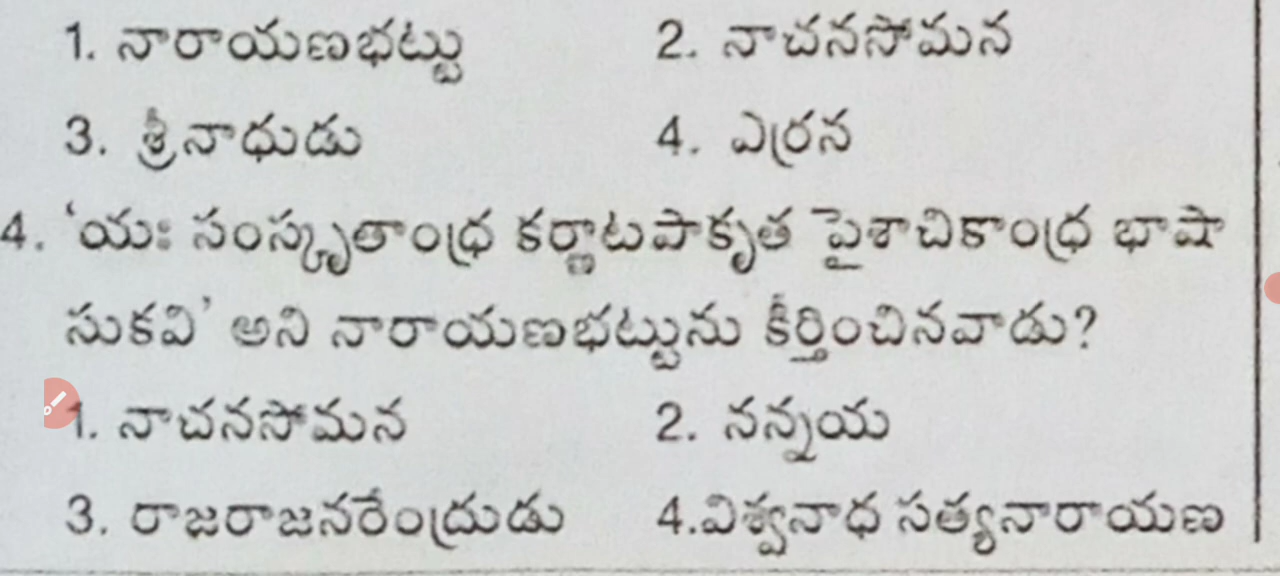 1. నారాయణభట్టు 2. నాచనసోమన
3. శ్రీనాధుడు 4. ఎర్రన
4. ‘యః సంస్కృతాంధ్ర కర్ణాటపాకృత పైశాచికాంధ్ర భాషా
సుకవి’ అని నారాయణభట్టును కీర్తించినవాడు?
1. నాచనసోమన 2. నన్నయ
3. రాజరాజనరేంద్రుడు 4.విశ్వనాధ సత్యనారాయణ